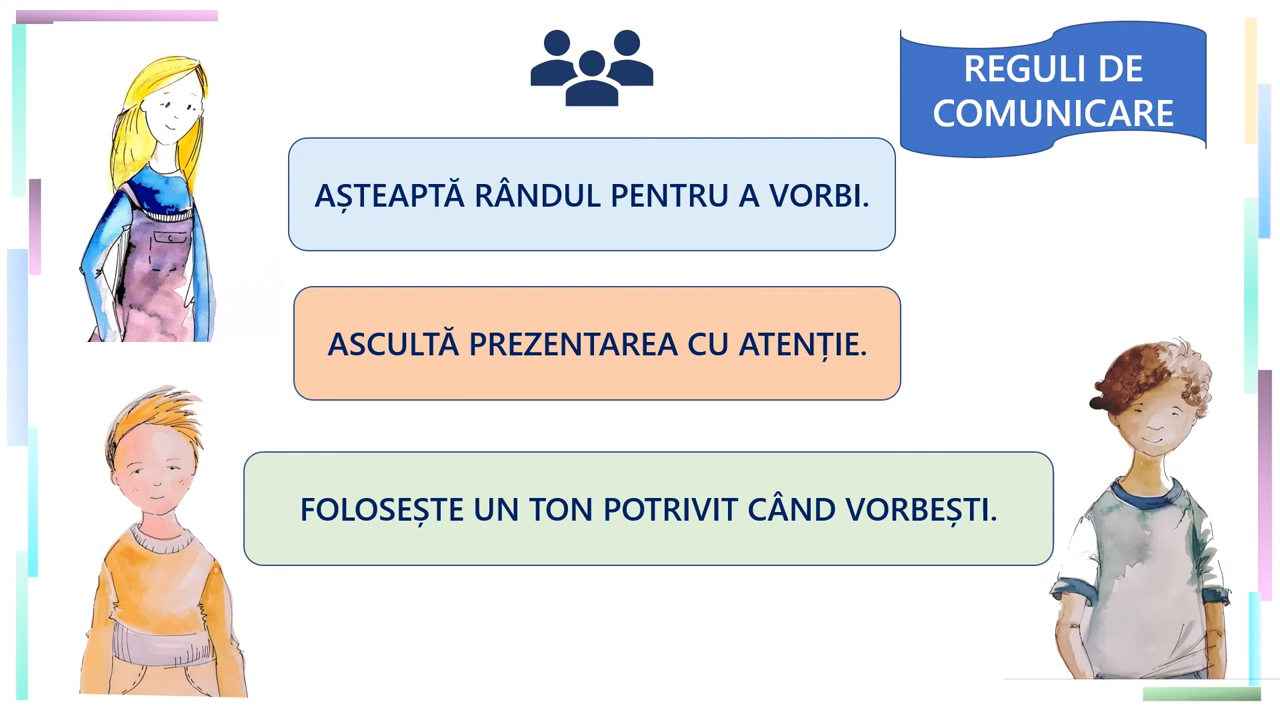 REGULI DE
COMUNICARE
AȘTEAPTĂ RÂNDUL PENTRU A VORBI.
ASCULTĂ PREZENTAREA CU ATENȚIE.
FOLOSEȘTE UN TON POTRIVIT CÂND VORBEȘTI.